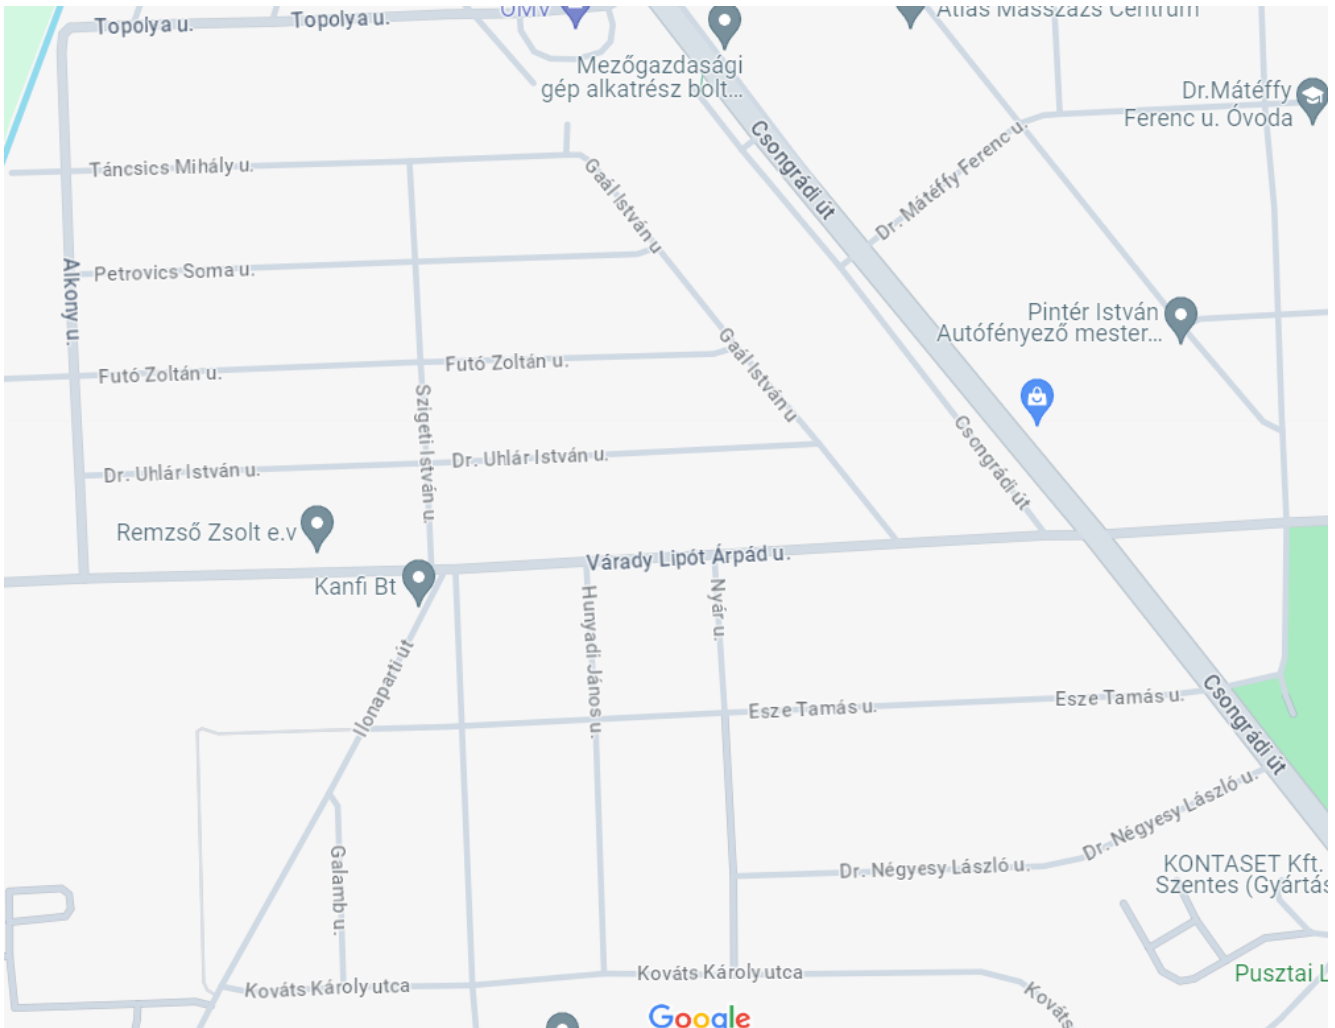 Topolya u.
Topolya u.
OMV
Atlas Masszázs Centrum
Mezőgazdasági
gép alkatrész bolt...
Dr.Mátéffy
Ferenc u. Óvoda
Csongrádi út
Dr. Mátéffy Ferenc u.
Táncsics Mihály u.
Gaál István u
Petrovics Soma u.
Alkony u.
Pintér István
Autófényező mester...
Gaál István u
Futó Zoltán u.
Futó Zoltán u.
Szigeti István u.
Csongrádi út
Dr. Uhlár István u.
Dr. Uhlár István u.
Remzső Zsolt e.v
Várady Lipót Árpád u.
Kanfi Bt
Hunyadi János u.
Nyár u.
Ilonaparti út
Esze Tamás u.
Esze Tamás u.
Csongrádi út
Dr. Négyesy László u.
Dr. Négyesy László u.
Galamb u.
KONTASET Kft.
Szentes (Gyártás
Kováts Károly utca
Kováts Károly utca
Pusztai L
Kováts
Google